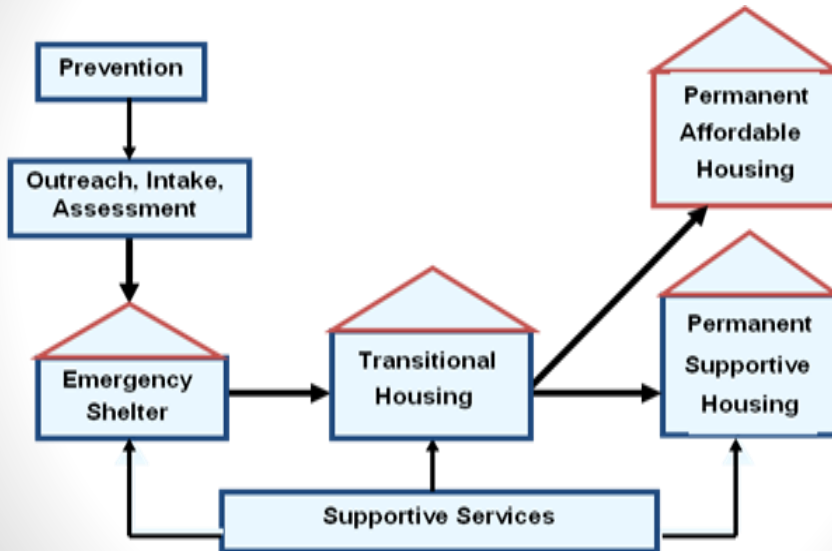 Prevention
Outreach, Intake,
Assessment
Emergency
Shelter
Transitional
Housing
Permanent
Affordable
Housing
Permanent
Supportive
Housing
Supportive Services